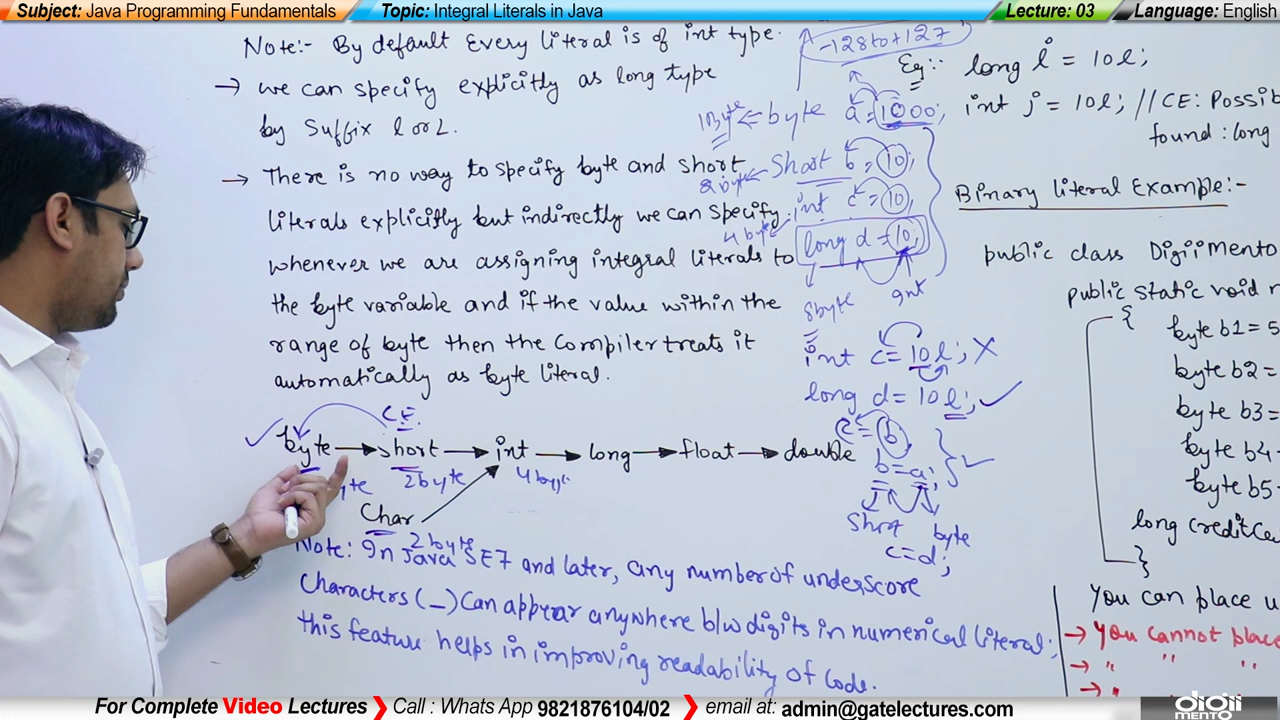 Subject: Java Programming Fundamentals
Topic: Integral Literals in Java
Lecture: 03
Language: English
Note:- By default Every literal is of int type.
→ we can specify explicitly as long type
by Suffix l or L.
→ There is no way to specify byte and short
literals explicitly but indirectly we can specify.
whenever we are assigning integral literals to
the byte variable and if the value within the
range of byte then the Compiler treats it
automatically as byte literal.
CE
byte → short → int → long → float → double
2byte 4byte
Char
2byte
Note: In Java SE7 and later, any number of underscore
Characters (_) Can appear anywhere b/w digits in numerical literal;
this feature helps in improving readability of Code.
-128 to +127
Eg:-
1Byte ← byte a = 1000;
2byte ← Short b = 10;
int c = 10;
4byte
long d = 10;
8byte int
int c = 10l; X
long d = 10l; ✓
c = b
b = a;
short byte
c = d;
long i = 10l;
int j = 10l; // CE: Possib
found : long
Binary literal Example:-
public class DigiiMento
public static void
{
byte b1 = 5
byte b2 =
byte b3 =
byte b4
byte b5
long creditCa
}
You can place u
→ You cannot place
→ " " "
→ "
For Complete Video Lectures ❯ Call : Whats App 9821876104/02 ❯ email at: admin@gatelectures.com
digii
MENTO